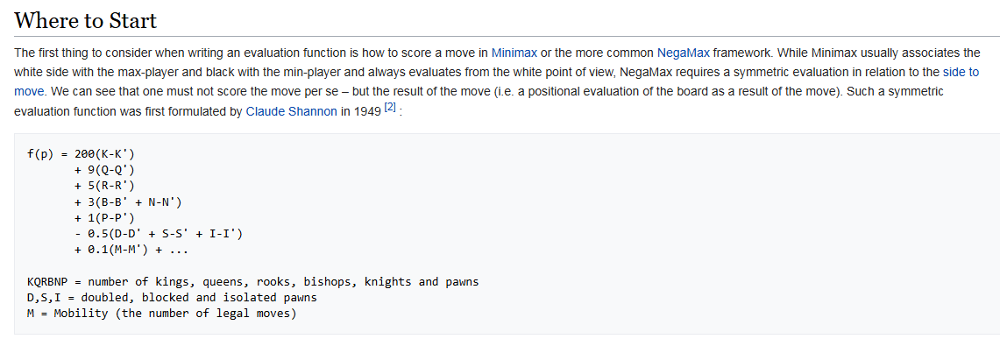 Where to Start
The first thing to consider when writing an evaluation function is how to score a move in Minimax or the more common NegaMax framework. While Minimax usually associates the
white side with the max-player and black with the min-player and always evaluates from the white point of view, NegaMax requires a symmetric evaluation in relation to the side to
move. We can see that one must not score the move per se – but the result of the move (i.e. a positional evaluation of the board as a result of the move). Such a symmetric
evaluation function was first formulated by Claude Shannon in 1949 [2] :
f(p) = 200(K-K')
+ 9(Q-Q')
+ 5(R-R')
+ 3(B-B' + N-N')
+ 1(P-P')
- 0.5(D-D' + S-S' + I-I')
+ 0.1(M-M') + ...
KQRBNP = number of kings, queens, rooks, bishops, knights and pawns
D,S,I = doubled, blocked and isolated pawns
M = Mobility (the number of legal moves)